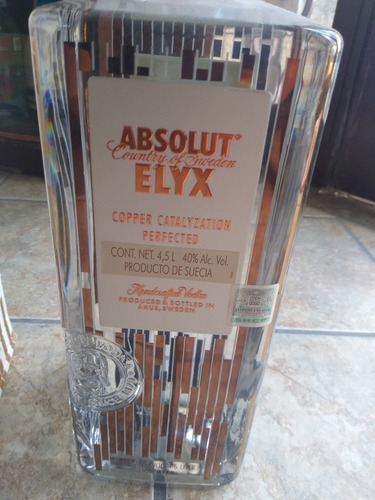 ABSOLUT
Country of Sweden
ELYX
COPPER CATALYZATION
PERFECTED
CONT. NET. 4,5 L 40% Alc. Vol.
PRODUCTO DE SUECIA
Handcrafted Vodka
PRODUCED & BOTTLED IN
ÅHUS, SWEDEN